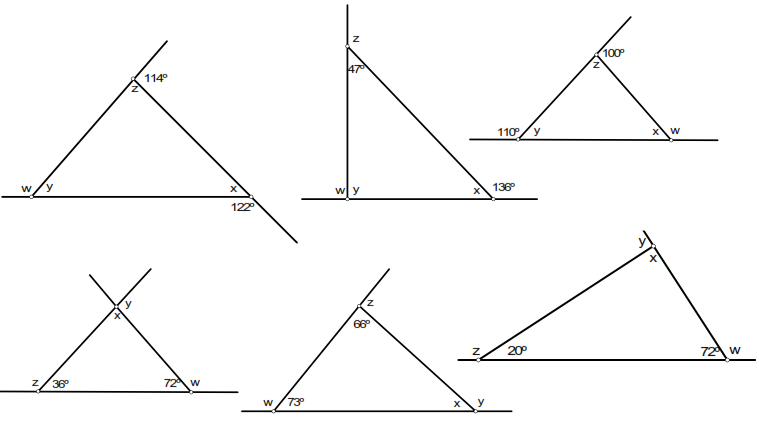 114º
z
w y x
122º
z
47º
w y x 136º
100º
z
110º y x w
y
x
z 36º 72º w
z
66º
w 73º x y
y
x
z 20º 72º w